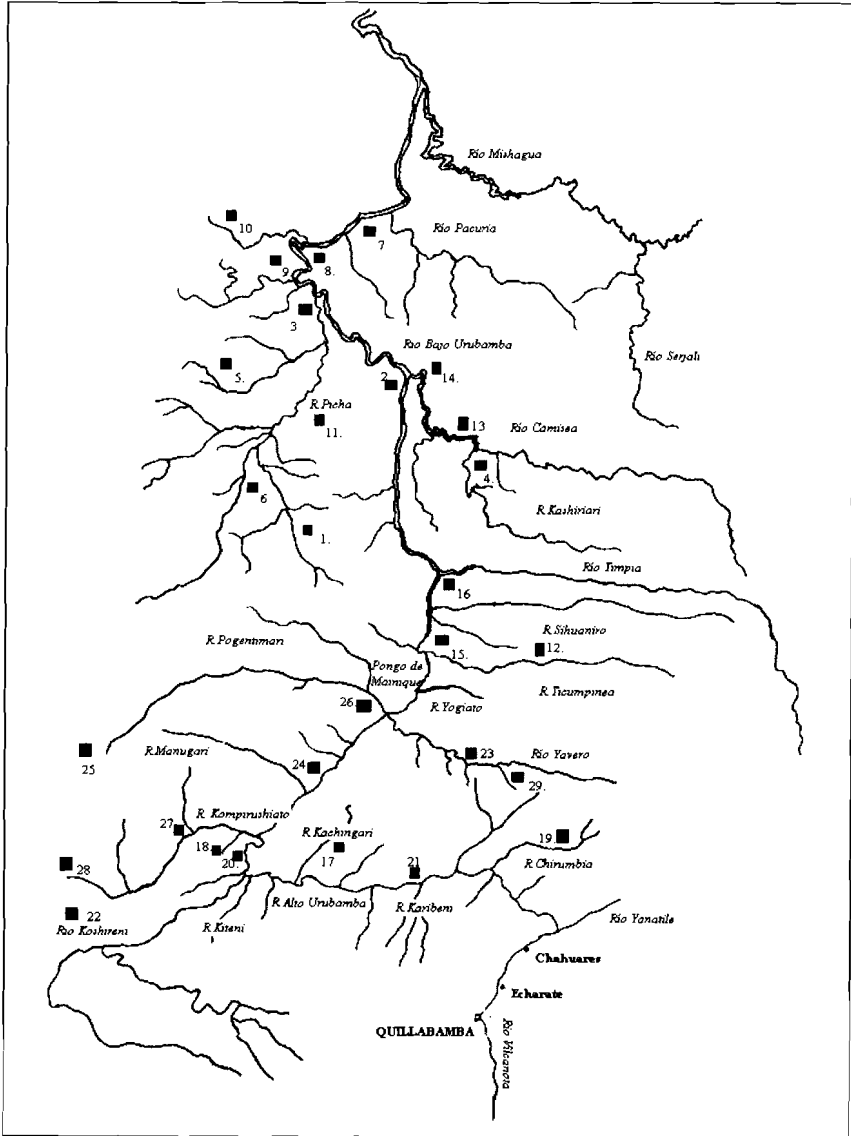 Río Mishagua
10
Río Pacuria
7
9
8.
3
Río Bajo Urubamba
Río Serjali
5.
2
14.
R. Picha
11.
13
Río Camisea
4.
6
R. Kashiriari
1.
Río Timpia
16
R. Sihuaniro
R. Pogentimari
15.
12.
Pongo de
Mainique
R. Ticumpinea
26.
R. Yogiato
25
R. Manugari
24
23
Río Yavero
29.
27
R. Kompirushiato
18.
20.
R. Kachingari
17
19.
R. Chirumbia
28
21
22
Río Koshireni
R. Kiteni
R. Alto Urubamba
R. Karibeni
Río Yanatile
Chahuares
Echarate
QUILLABAMBA
Río Vilcanota